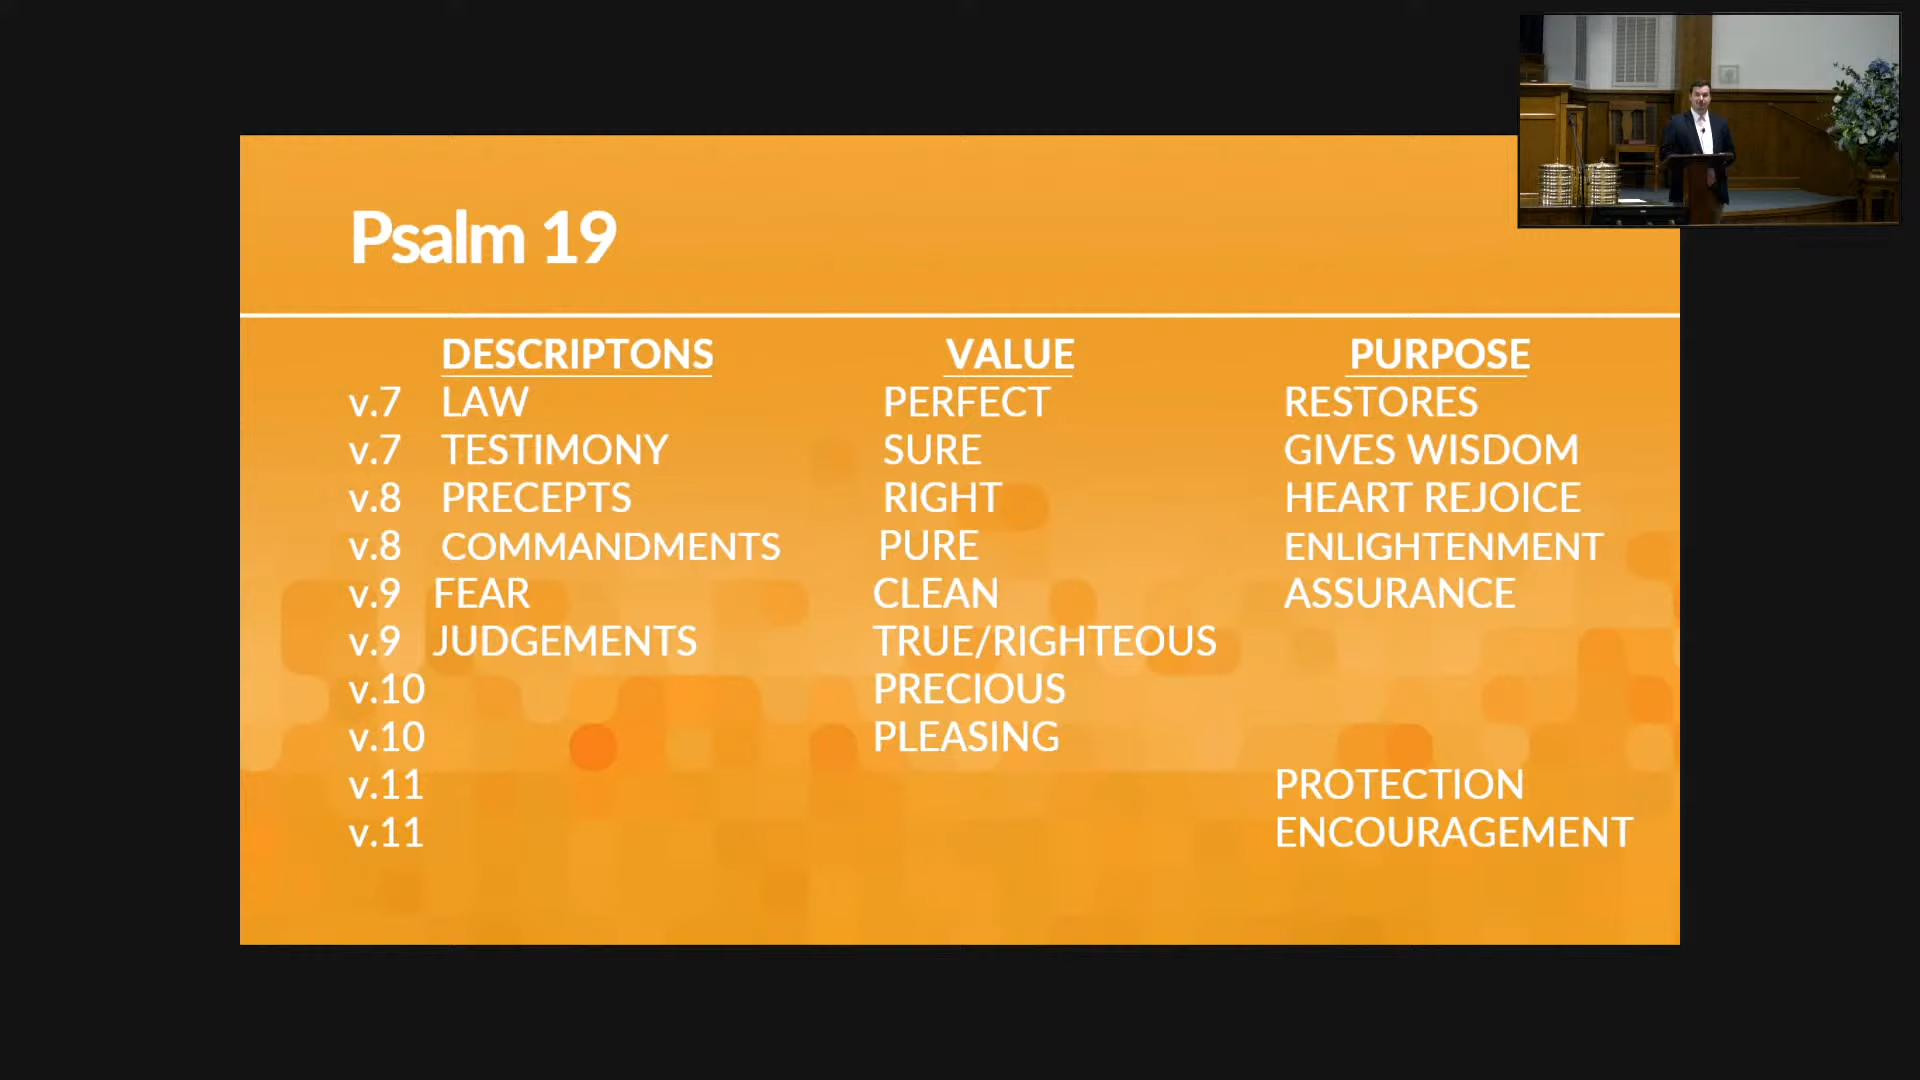 Psalm 19
DESCRIPTONS VALUE PURPOSE
v.7 LAW PERFECT RESTORES
v.7 TESTIMONY SURE GIVES WISDOM
v.8 PRECEPTS RIGHT HEART REJOICE
v.8 COMMANDMENTS PURE ENLIGHTENMENT
v.9 FEAR CLEAN ASSURANCE
v.9 JUDGEMENTS TRUE/RIGHTEOUS
v.10 PRECIOUS
v.10 PLEASING
v.11 PROTECTION
v.11 ENCOURAGEMENT